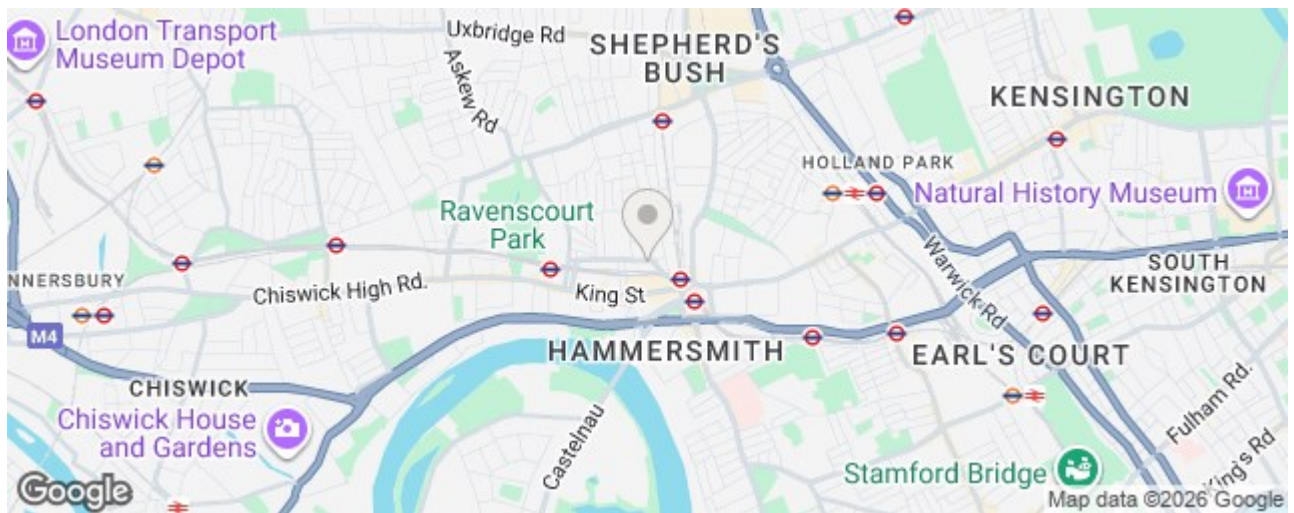 London Transport
Museum Depot
Uxbridge Rd
Askew Rd
SHEPHERD'S
BUSH
KENSINGTON
HOLLAND PARK
Natural History Museum
Ravenscourt
Park
Warwick Rd
SOUTH
KENSINGTON
NNERSBURY
Chiswick High Rd.
King St
M4
HAMMERSMITH
EARL'S COURT
CHISWICK
Chiswick House
and Gardens
Castelnau
Fulham Rd.
King's Rd
Stamford Bridge
Google
Map data ©2026 Google